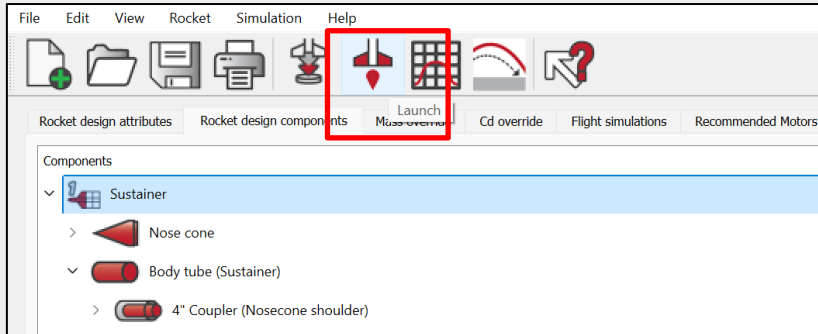 File Edit View Rocket Simulation Help
Launch
Rocket design attributes Rocket design components Mass override Cd override Flight simulations Recommended Motors
Components
Sustainer
Nose cone
Body tube (Sustainer)
4" Coupler (Nosecone shoulder)